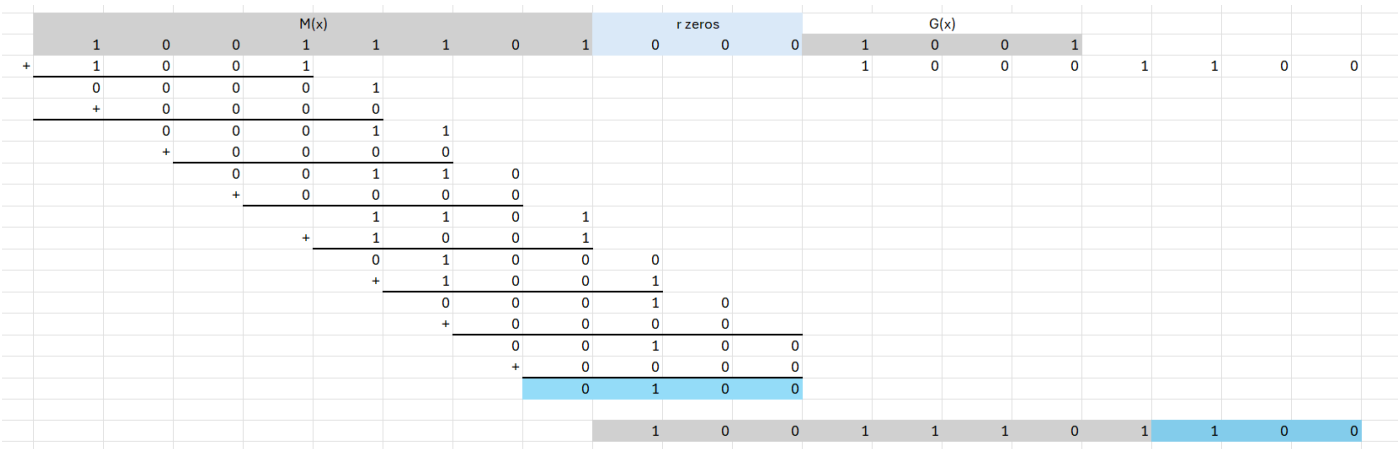 M(x) r zeros G(x)
1 0 0 1 1 1 0 1 0 0 0 1 0 0 1
+ 1 0 0 1 1 0 0 0 1 1 0 0
0 0 0 0 1
+ 0 0 0 0
0 0 0 1 1
+ 0 0 0 0
0 0 1 1 0
+ 0 0 0 0
1 1 0 1
+ 1 0 0 1
0 1 0 0 0
+ 1 0 0 1
0 0 0 1 0
+ 0 0 0 0
0 0 1 0 0
+ 0 0 0 0
0 1 0 0
1 0 0 1 1 1 0 1 1 0 0